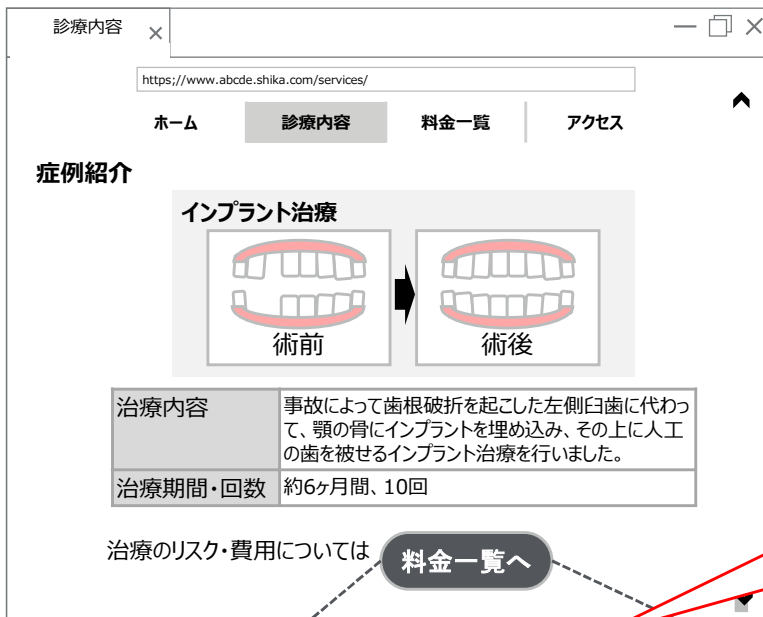 診療内容
https;//www.abcde.shika.com/services/
ホーム
診療内容
料金一覧
アクセス
症例紹介
インプラント治療
術前
術後
治療内容
事故によって歯根破折を起こした左側臼歯に代わっ
て、顎の骨にインプラントを埋め込み、その上に人工
の歯を被せるインプラント治療を行いました。
治療期間・回数
約6ヶ月間、10回
治療のリスク・費用については
料金一覧へ